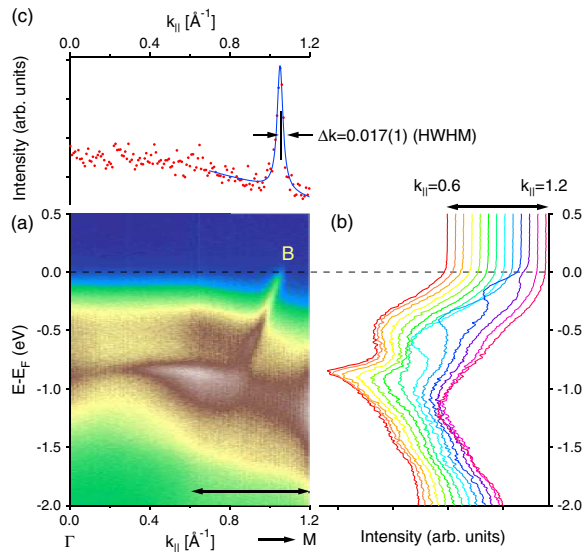 (c)
k|| [Å⁻¹]
0.0 0.4 0.8 1.2
Intensity (arb. units)
Δk=0.017(1) (HWHM)
k||=0.6 k||=1.2
(a)
(b)
B
0.5
0.0
-0.5
-1.0
-1.5
-2.0
E-EF (eV)
0.5
0.0
-0.5
-1.0
-1.5
-2.0
0.0 0.4 0.8 1.2
Γ k|| [Å⁻¹] M
Intensity (arb. units)